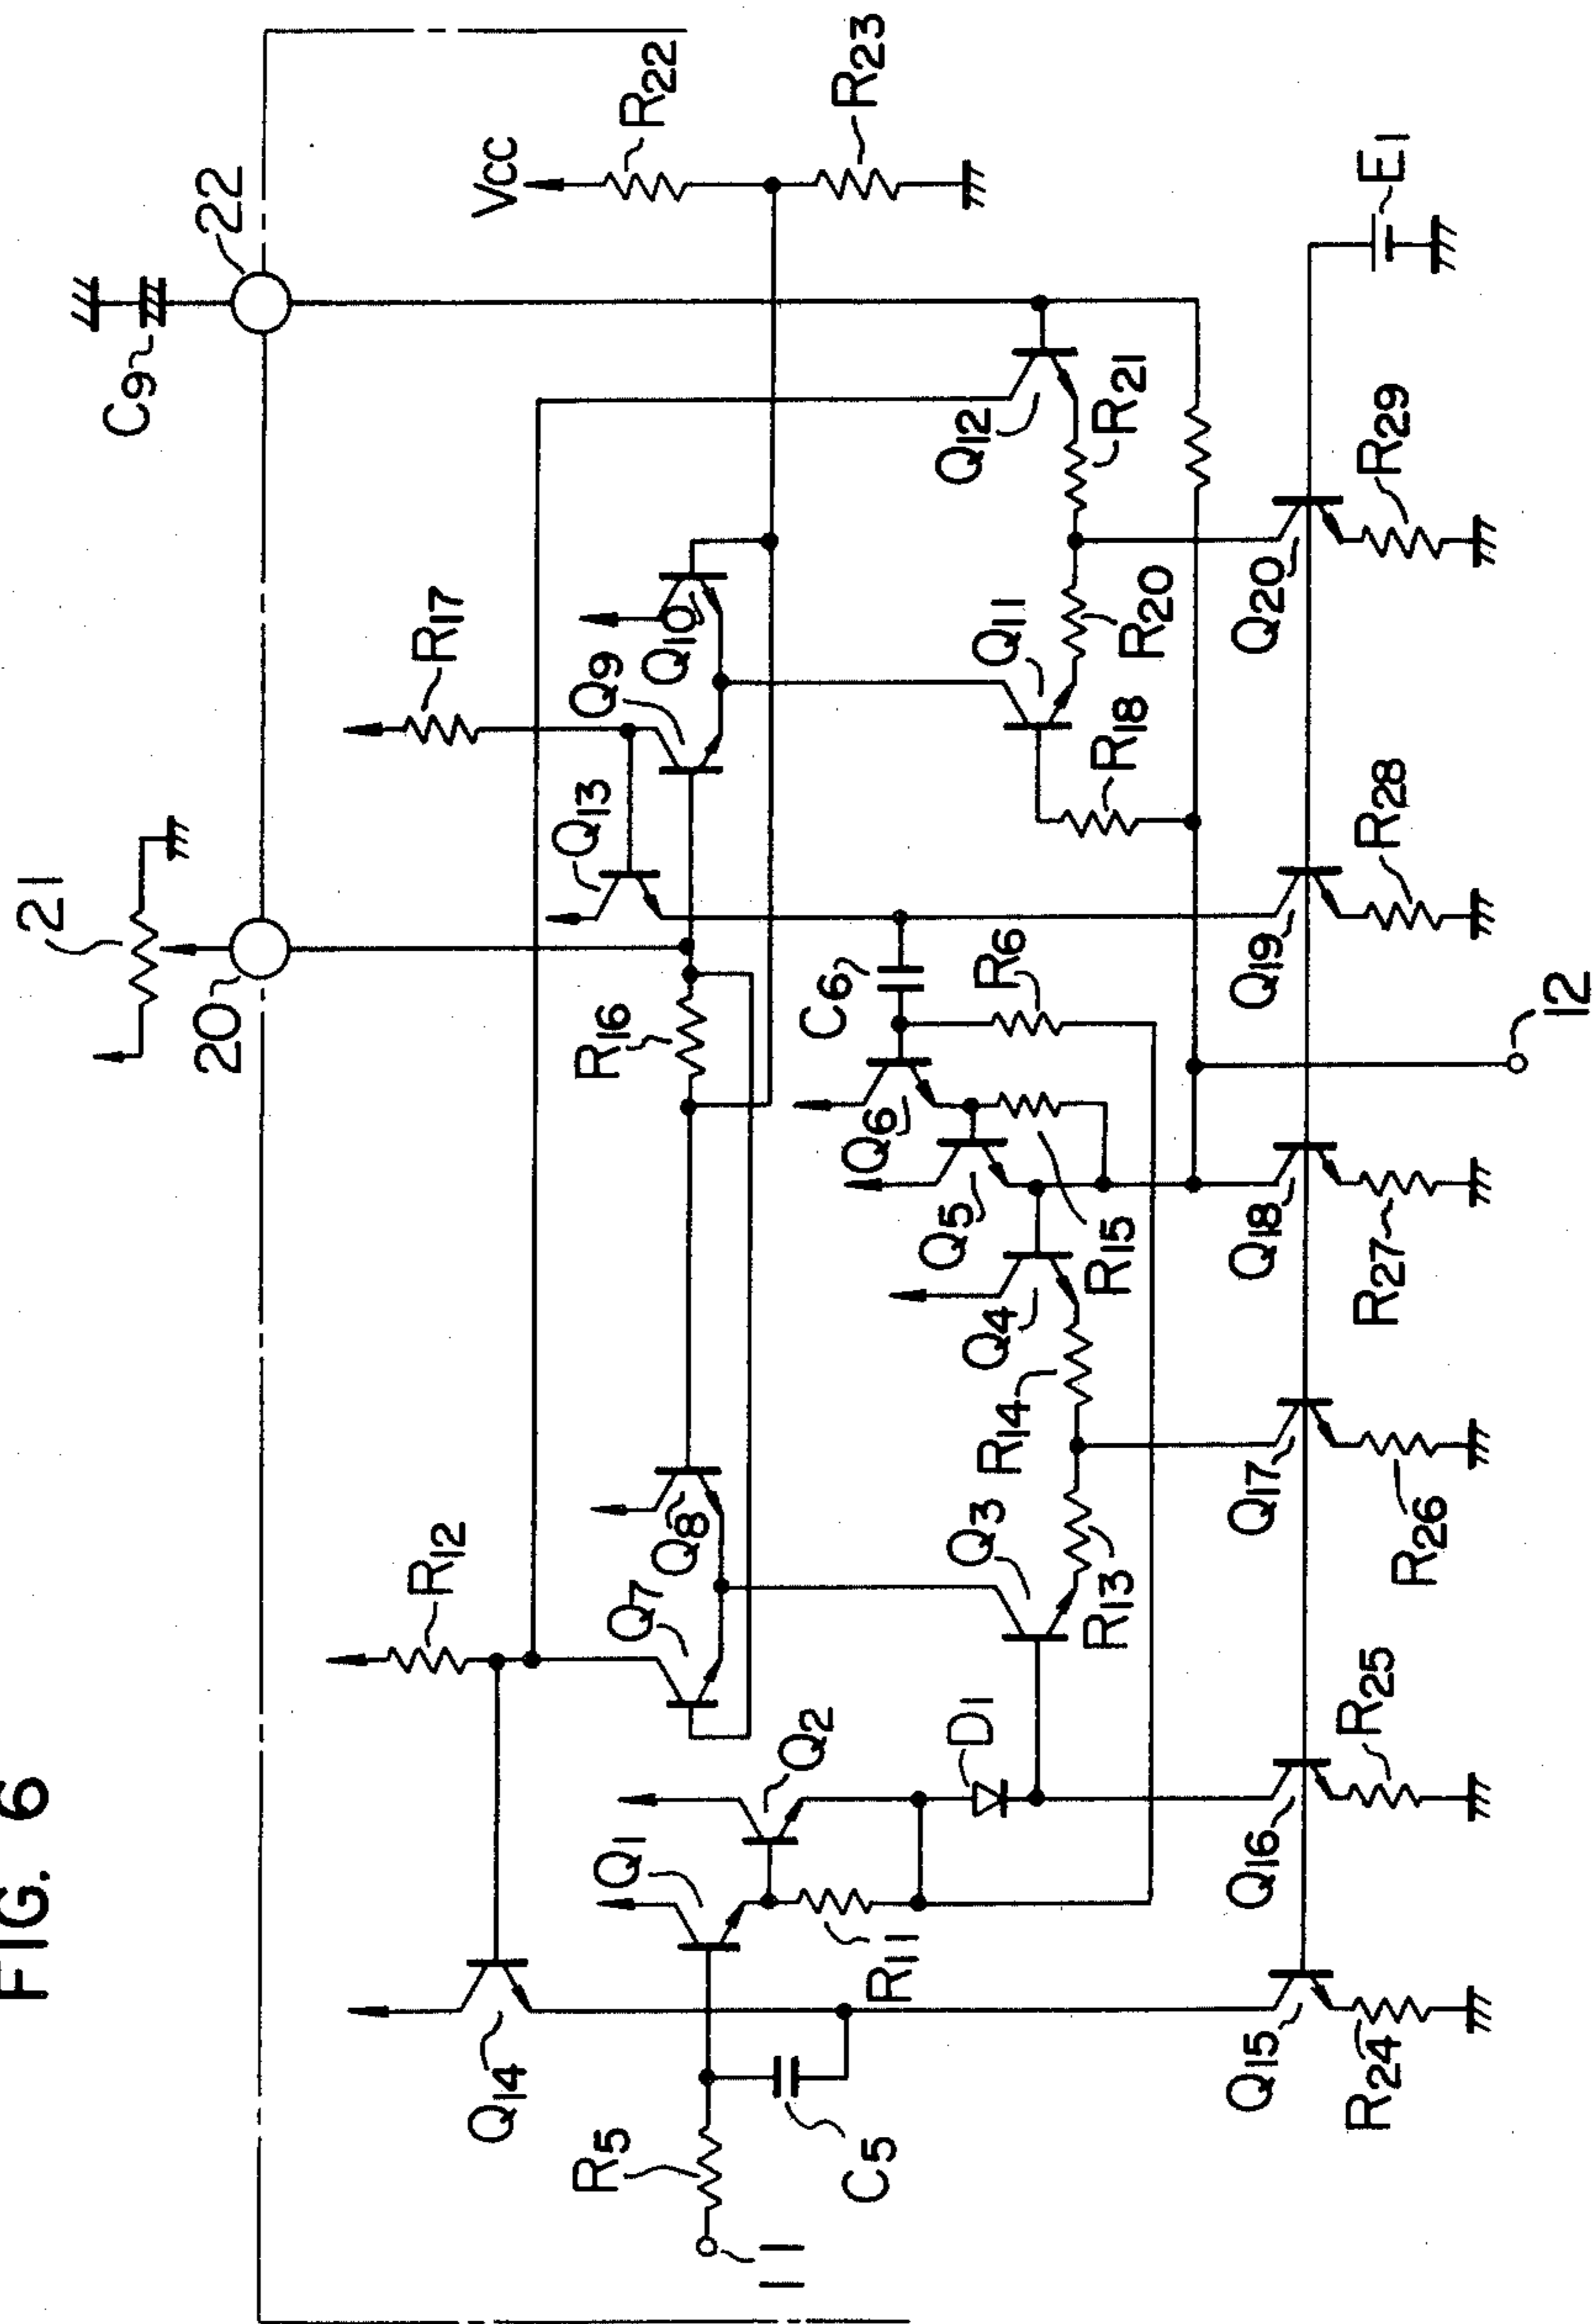 FIG. 6
21
20
22
C9
R12
R17
Vcc
R22
R23
Q14
Q13
Q7
Q8
R16
Q9
Q10
Q1
Q2
R5
11
C5
R11
D1
Q3
R13
R14
Q4
Q5
Q6
R15
C6
R6
Q11
R18
R20
Q12
R21
Q15
R24
Q16
R25
Q17
R26
Q18
R27
Q19
R28
Q20
R29
E1
12